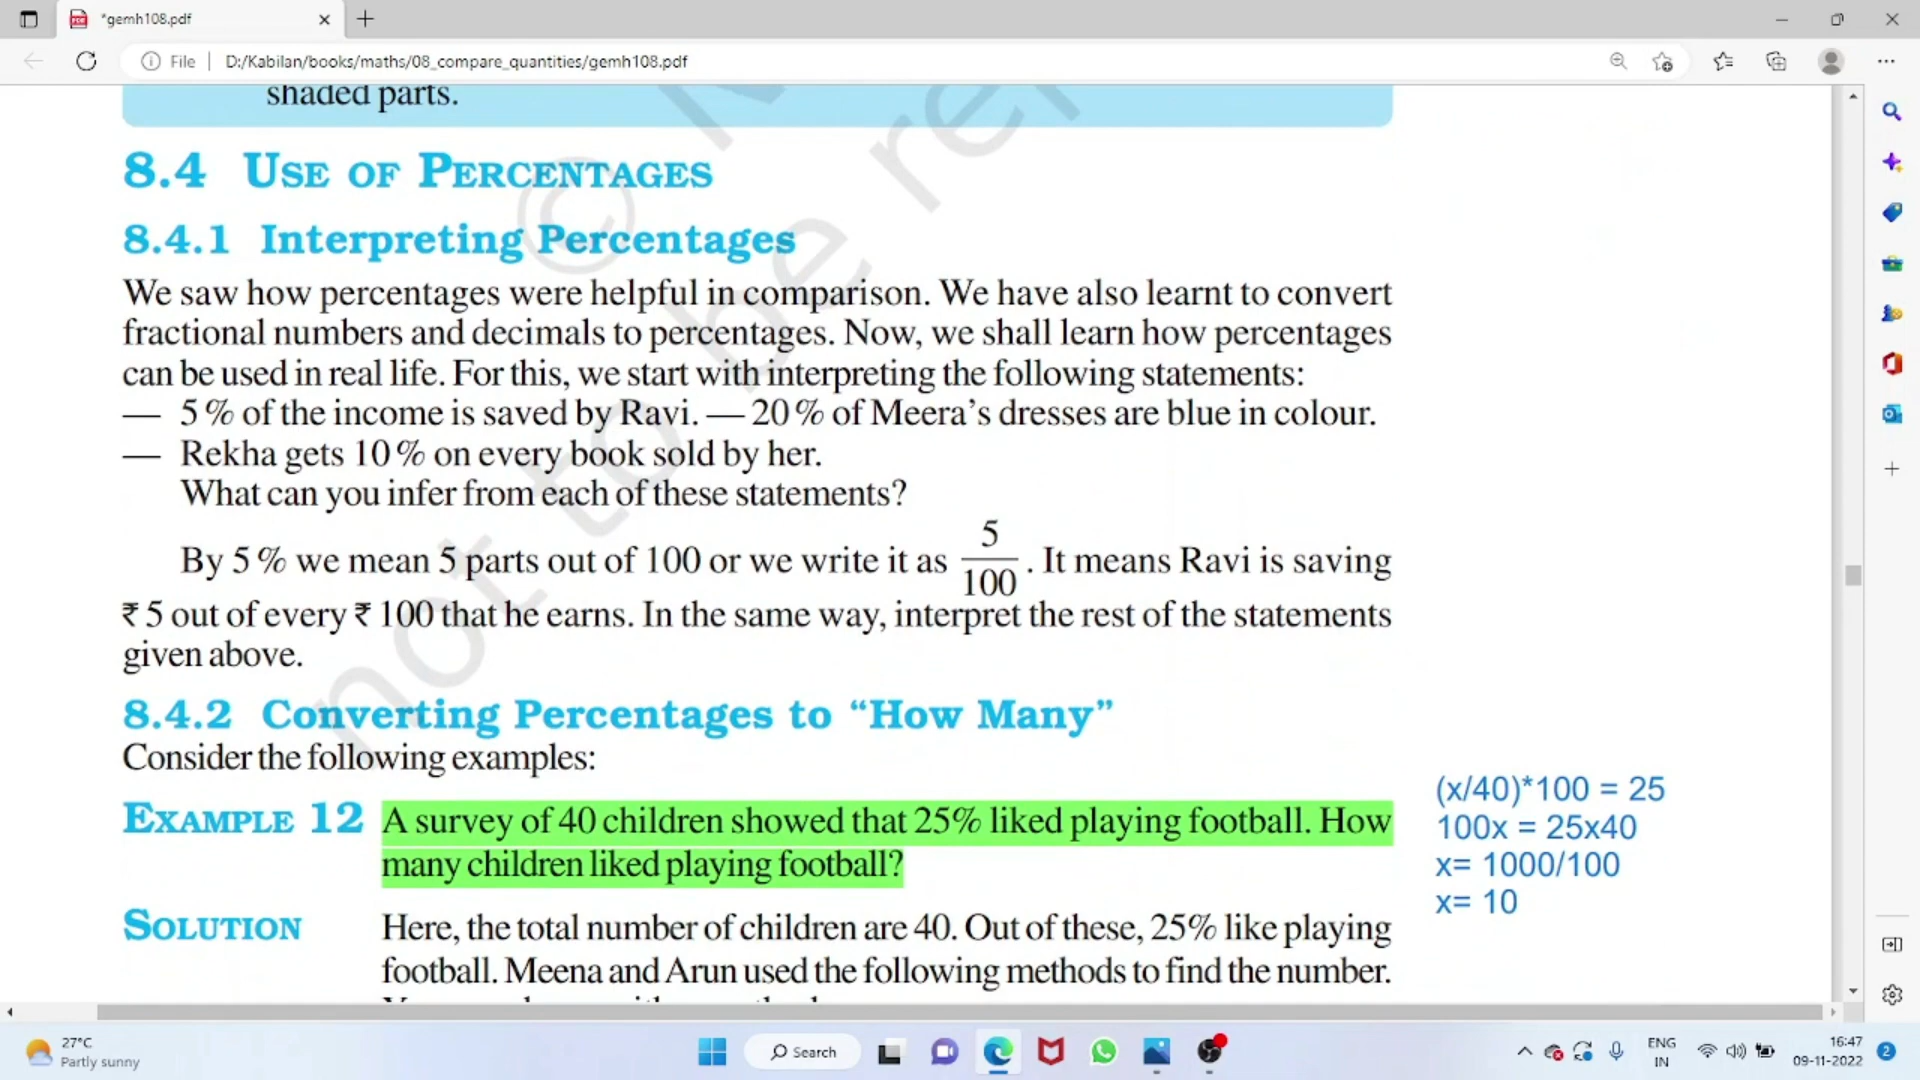 *gemh108.pdf
File
D:/Kabilan/books/maths/08_compare_quantities/gemh108.pdf
shaded parts.
8.4 USE OF PERCENTAGES
8.4.1 Interpreting Percentages
We saw how percentages were helpful in comparison. We have also learnt to convert
fractional numbers and decimals to percentages. Now, we shall learn how percentages
can be used in real life. For this, we start with interpreting the following statements:
— 5% of the income is saved by Ravi. — 20% of Meera’s dresses are blue in colour.
— Rekha gets 10% on every book sold by her.
What can you infer from each of these statements?
By 5% we mean 5 parts out of 100 or we write it as 5/100. It means Ravi is saving
₹ 5 out of every ₹ 100 that he earns. In the same way, interpret the rest of the statements
given above.
8.4.2 Converting Percentages to “How Many”
Consider the following examples:
EXAMPLE 12 A survey of 40 children showed that 25% liked playing football. How
many children liked playing football?
(x/40)*100 = 25
100x = 25x40
x= 1000/100
x= 10
SOLUTION Here, the total number of children are 40. Out of these, 25% like playing
football. Meena and Arun used the following methods to find the number.
not to be re
27°C
Partly sunny
Search
ENG
IN
16:47
09-11-2022
2